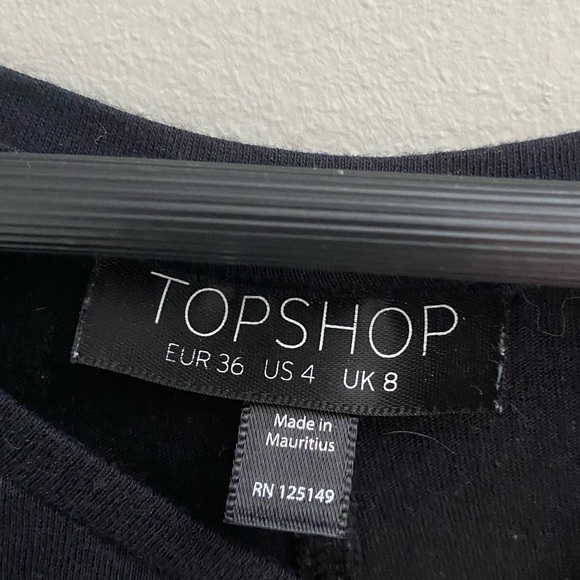 TOPSHOP
EUR 36 US 4 UK 8
Made in
Mauritius
RN 125149